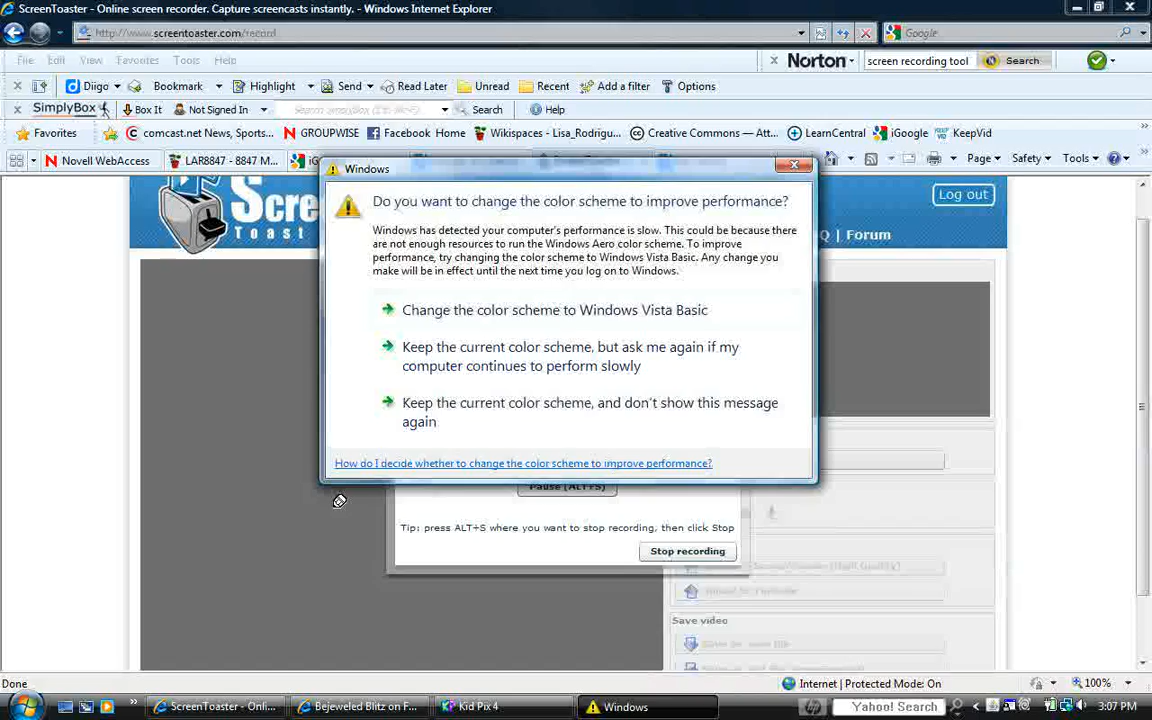 ScreenToaster - Online screen recorder. Capture screencasts instantly. - Windows Internet Explorer
http://www.screentoaster.com/record
Google
File Edit View Favorites Tools Help
Norton
screen recording tool
Search
Diigo Bookmark Highlight Send Read Later Unread Recent Add a filter Options
SimplyBox Box It Not Signed In Search Help
Favorites comcast.net News, Sports... GROUPWISE Facebook Home Wikispaces - Lisa_Rodrigu... Creative Commons — Att... LearnCentral iGoogle KeepVid
Novell WebAccess LAR8847 - 8847 M... Page Safety Tools
Scre
Toast
Log out
Q | Forum
Windows
Do you want to change the color scheme to improve performance?
Windows has detected your computer's performance is slow. This could be because there
are not enough resources to run the Windows Aero color scheme. To improve
performance, try changing the color scheme to Windows Vista Basic. Any change you
make will be in effect until the next time you log on to Windows.
Change the color scheme to Windows Vista Basic
Keep the current color scheme, but ask me again if my
computer continues to perform slowly
Keep the current color scheme, and don't show this message
again
How do I decide whether to change the color scheme to improve performance?
Pause (ALT+S)
Tip: press ALT+S where you want to stop recording, then click Stop
Stop recording
Save video
Done
Internet | Protected Mode: On
100%
ScreenToaster - Onli... Bejeweled Blitz on F... Kid Pix 4 Windows
Yahoo! Search
3:07 PM